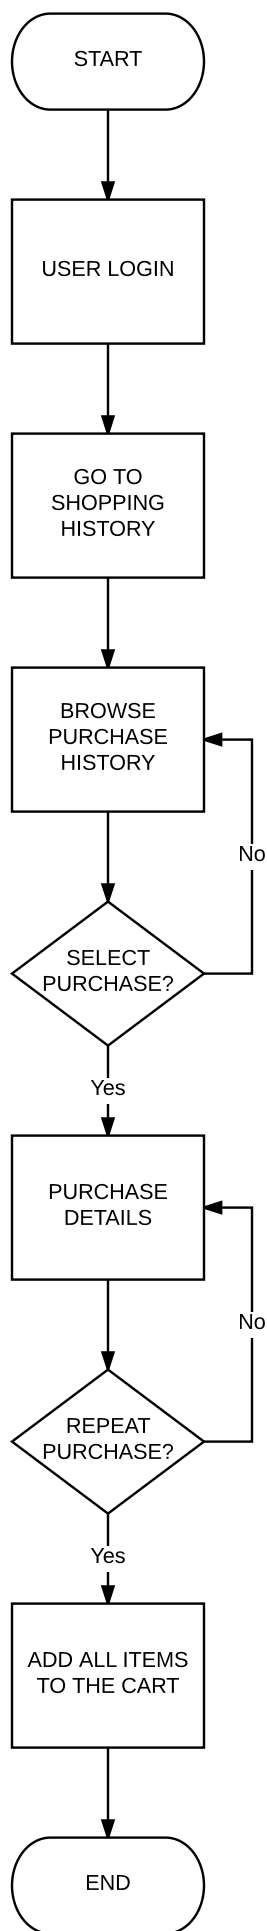 START
USER LOGIN
GO TO
SHOPPING
HISTORY
BROWSE
PURCHASE
HISTORY
No
SELECT
PURCHASE?
Yes
PURCHASE
DETAILS
No
REPEAT
PURCHASE?
Yes
ADD ALL ITEMS
TO THE CART
END